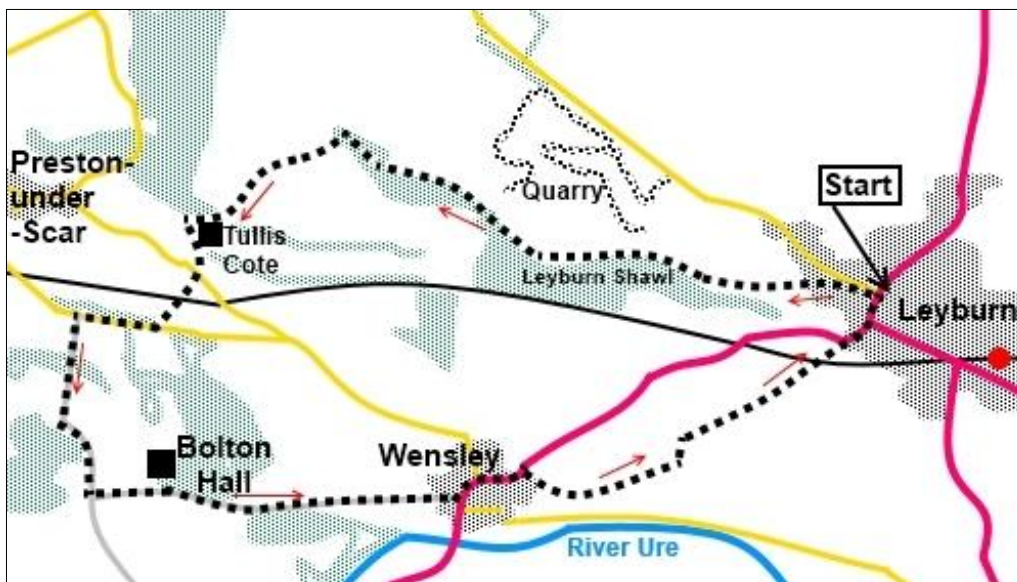 Preston-
under
-Scar
Quarry
Start
Tullis
Cote
Leyburn Shawl
Leyburn
Bolton
Hall
Wensley
River Ure